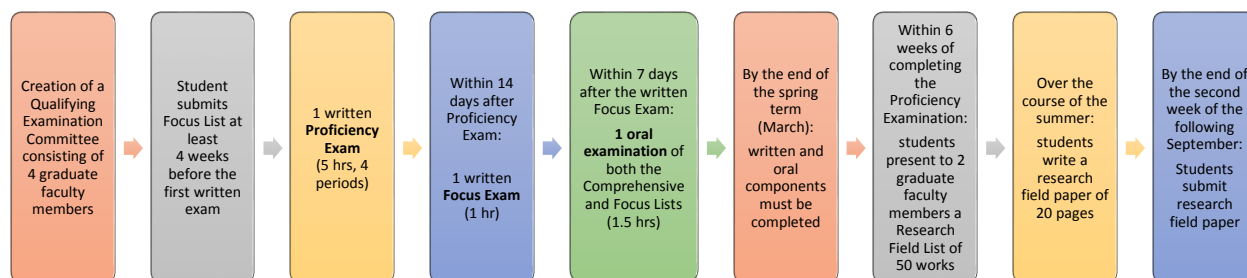 Creation of a
Qualifying
Examination
Committee
consisting of
4 graduate
faculty
members
Student
submits
Focus List at
least
4 weeks
before the
first written
exam
1 written
Proficiency
Exam
(5 hrs, 4
periods)
Within 14
days after
Proficiency
Exam:
1 written
Focus Exam
(1 hr)
Within 7 days
after the written
Focus Exam:
1 oral
examination of
both the
Comprehensive
and Focus Lists
(1.5 hrs)
By the end of
the spring
term
(March):
written and
oral
components
must be
completed
Within 6
weeks of
completing
the
Proficiency
Examination:
students
present to 2
graduate
faculty
members a
Research
Field List of
50 works
Over the
course of the
summer:
students
write a
research
field paper of
20 pages
By the end of
the second
week of the
following
September:
Students
submit
research
field paper